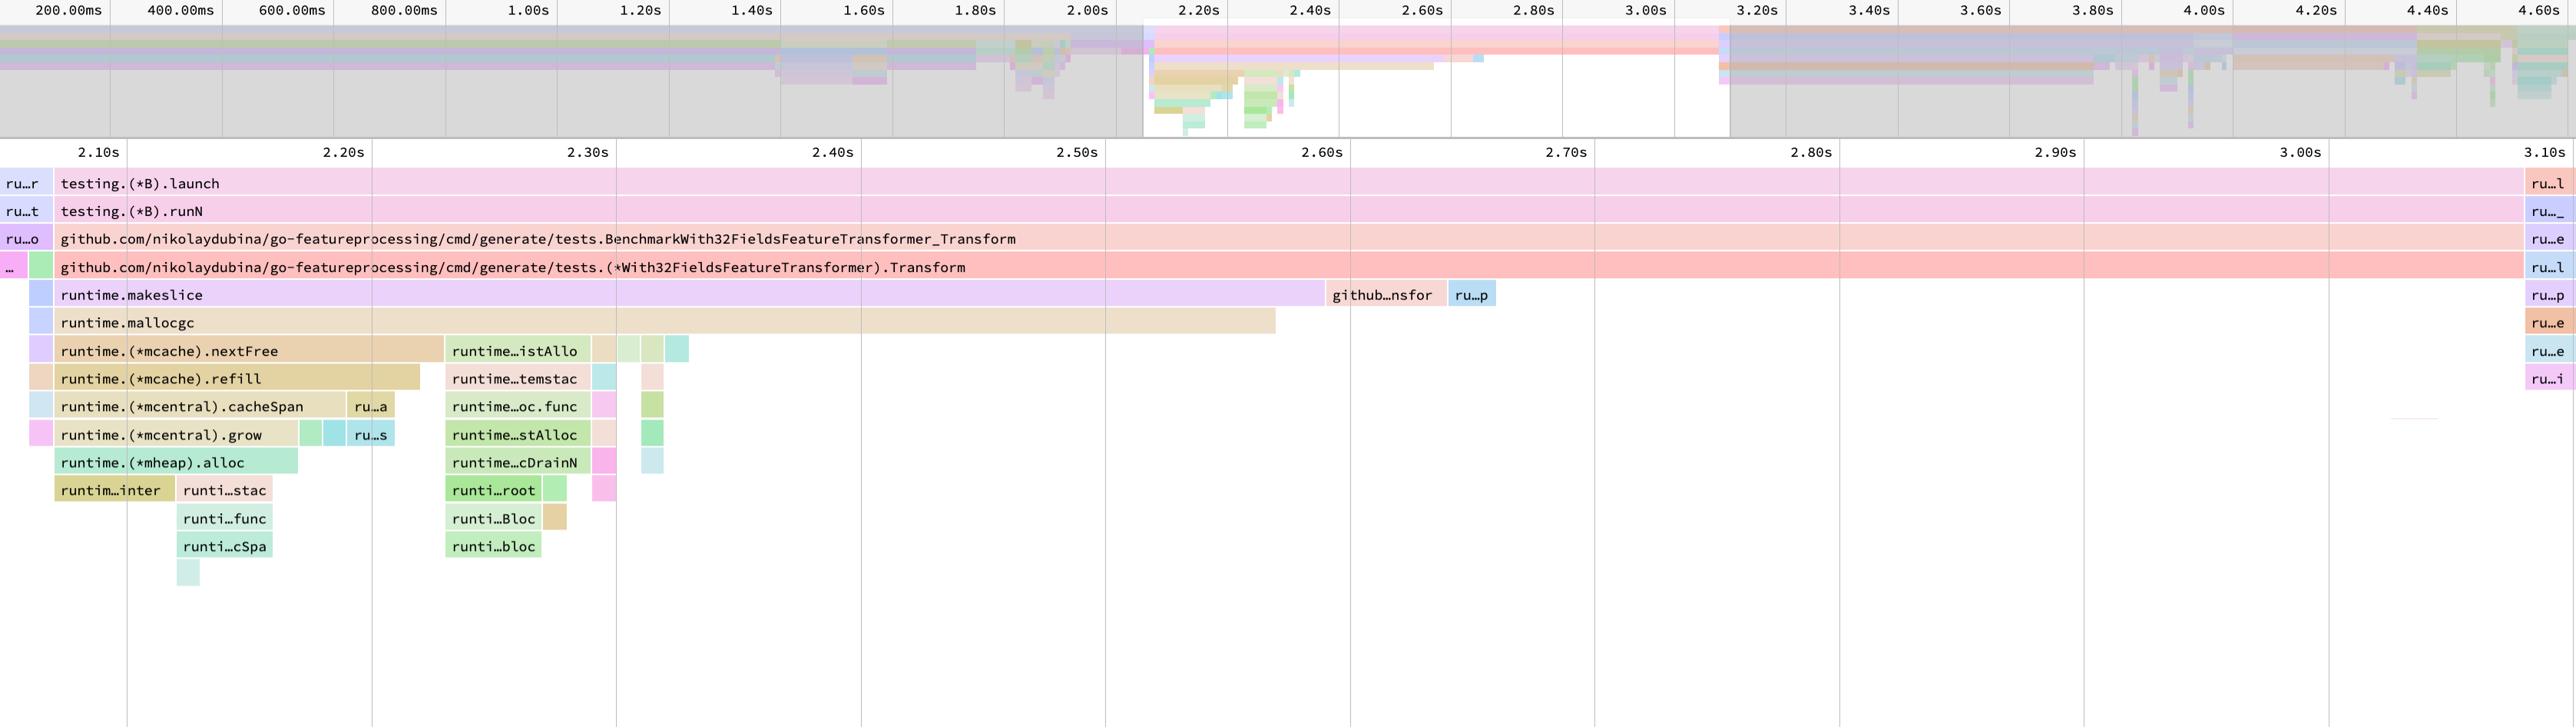 200.00ms 400.00ms 600.00ms 800.00ms 1.00s 1.20s 1.40s 1.60s 1.80s 2.00s 2.20s 2.40s 2.60s 2.80s 3.00s 3.20s 3.40s 3.60s 3.80s 4.00s 4.20s 4.40s 4.60s
2.10s 2.20s 2.30s 2.40s 2.50s 2.60s 2.70s 2.80s 2.90s 3.00s 3.10s
ru…r testing.(*B).launch ru…l
ru…t testing.(*B).runN ru…_
ru…o github.com/nikolaydubina/go-featureprocessing/cmd/generate/tests.BenchmarkWith32FieldsFeatureTransformer_Transform ru…e
… github.com/nikolaydubina/go-featureprocessing/cmd/generate/tests.(*With32FieldsFeatureTransformer).Transform ru…l
runtime.makeslice github…nsfor ru…p ru…p
runtime.mallocgc ru…e
runtime.(*mcache).nextFree runtime…istAllo ru…e
runtime.(*mcache).refill runtime…temstac ru…i
runtime.(*mcentral).cacheSpan ru…a runtime…oc.func
runtime.(*mcentral).grow ru…s runtime…stAlloc
runtime.(*mheap).alloc runtime…cDrainN
runtim…inter runti…stac runti…root
runti…func runti…Bloc
runti…cSpa runti…bloc